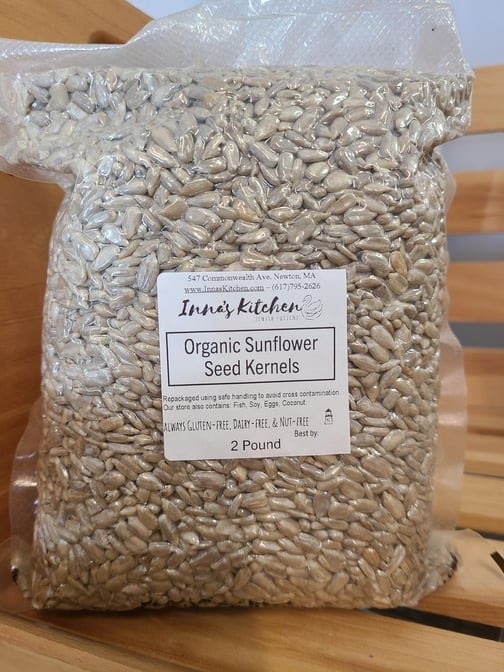 547 Commonwealth Ave, Newton, MA
www.InnasKitchen.com – (617)795-2626
Inna's Kitchen
JEWISH CUISINE
Organic Sunflower
Seed Kernels
Repackaged using safe handling to avoid cross contamination.
Our store also contains: Fish, Soy, Eggs, Coconut.
ALWAYS GLUTEN-FREE, DAIRY-FREE, & NUT-FREE
Best by:
2 Pound